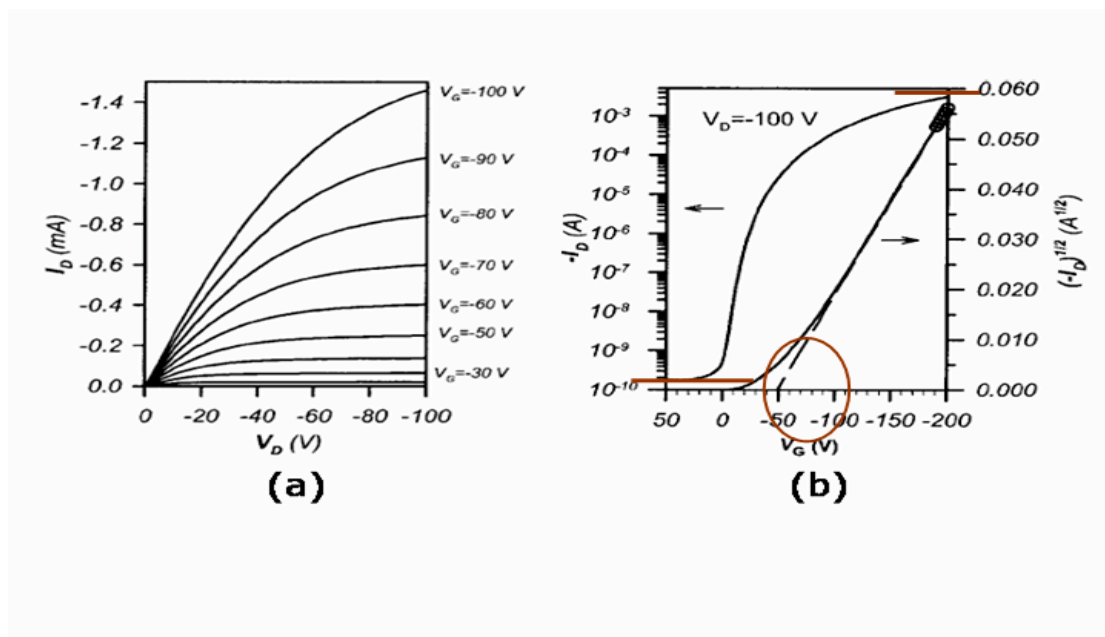 -1.4
-1.2
-1.0
-0.8
-0.6
-0.4
-0.2
0.0
I_D (mA)
V_G=-100 V
V_G=-90 V
V_G=-80 V
V_G=-70 V
V_G=-60 V
V_G=-50 V
V_G=-30 V
0 -20 -40 -60 -80 -100
V_D (V)
(a)
V_D=-100 V
10⁻³
10⁻⁴
10⁻⁵
10⁻⁶
10⁻⁷
10⁻⁸
10⁻⁹
10⁻¹⁰
-I_D (A)
0.060
0.050
0.040
0.030
0.020
0.010
0.000
(-I_D)^1/2 (A^1/2)
50 0 -50 -100 -150 -200
V_G (V)
(b)